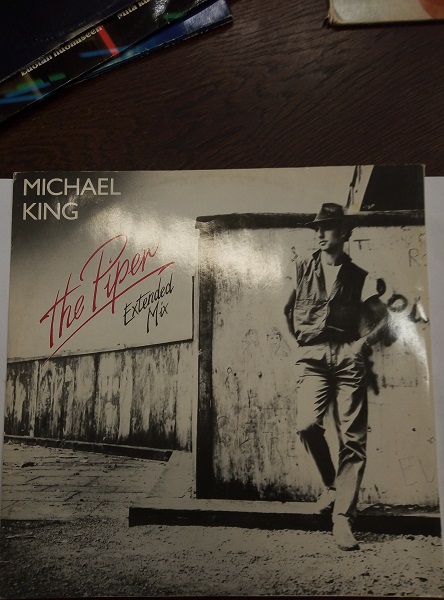 MICHAEL
KING
The Piper
Extended
Mix